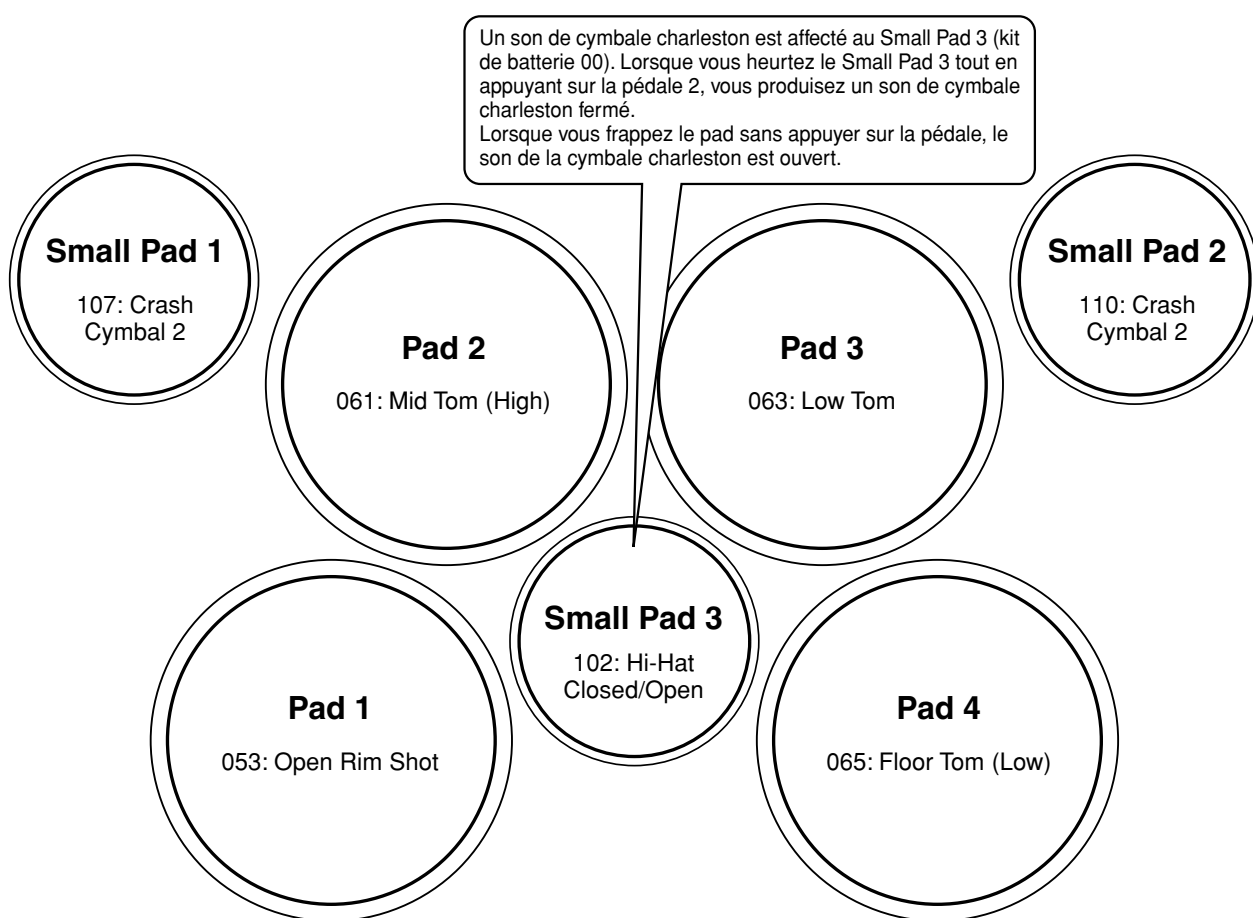 Un son de cymbale charleston est affecté au Small Pad 3 (kit
de batterie 00). Lorsque vous heurtez le Small Pad 3 tout en
appuyant sur la pédale 2, vous produisez un son de cymbale
charleston fermé.
Lorsque vous frappez le pad sans appuyer sur la pédale, le
son de la cymbale charleston est ouvert.
Small Pad 1
107: Crash
Cymbal 2
Small Pad 2
110: Crash
Cymbal 2
Pad 2
061: Mid Tom (High)
Pad 3
063: Low Tom
Small Pad 3
102: Hi-Hat
Closed/Open
Pad 1
053: Open Rim Shot
Pad 4
065: Floor Tom (Low)